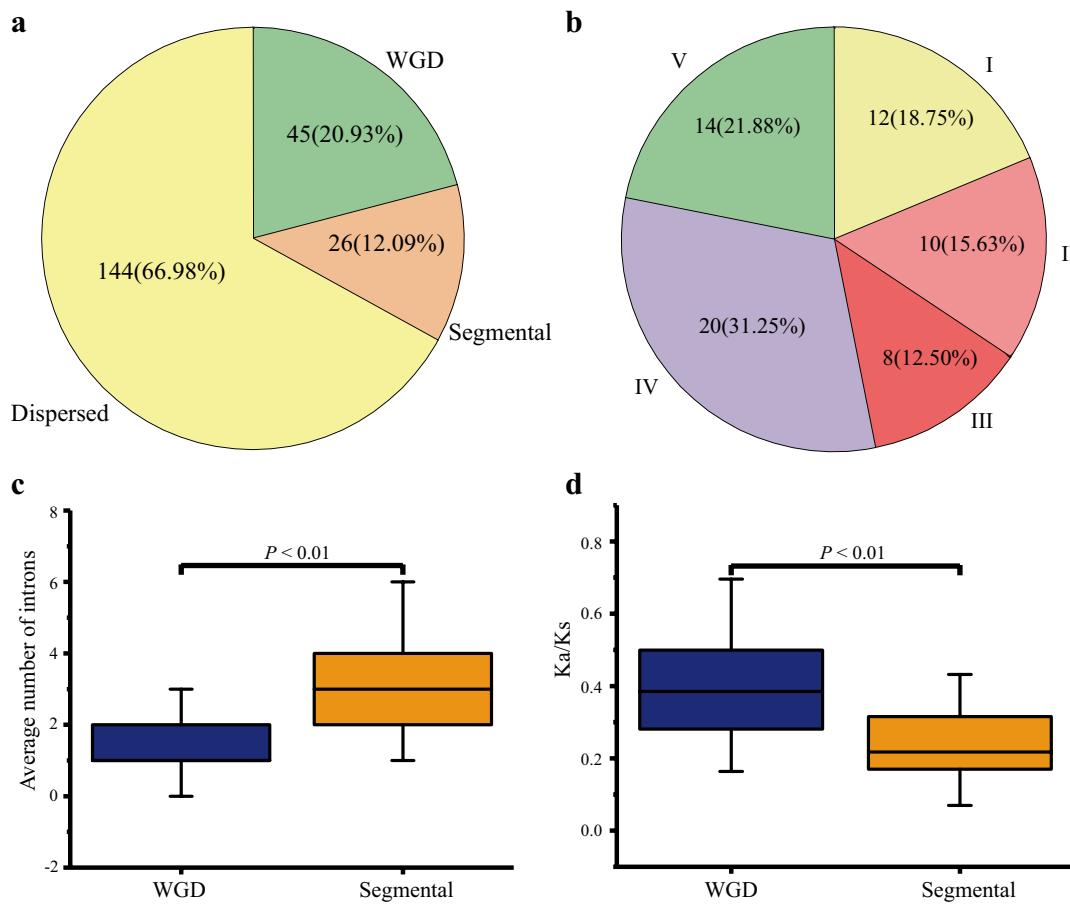 a
WGD
45(20.93%)
26(12.09%)
144(66.98%)
Segmental
Dispersed
b
V
I
14(21.88%)
12(18.75%)
10(15.63%)
20(31.25%)
8(12.50%)
IV
III
c
Average number of introns
8
6
4
2
0
-2
P < 0.01
WGD
Segmental
d
Ka/Ks
0.8
0.6
0.4
0.2
0.0
P < 0.01
WGD
Segmental